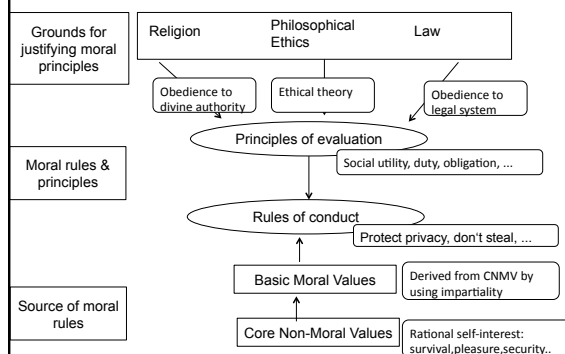 Grounds for
justifying moral
principles
Religion
Philosophical
Ethics
Law
Obedience to
divine authority
Ethical theory
Obedience to
legal system
Principles of evaluation
Social utility, duty, obligation, ...
Moral rules &
principles
Rules of conduct
Protect privacy, don't steal, ...
Basic Moral Values
Derived from CNMV by
using impartiality
Source of moral
rules
Core Non-Moral Values
Rational self-interest:
survival,pleasure,security..